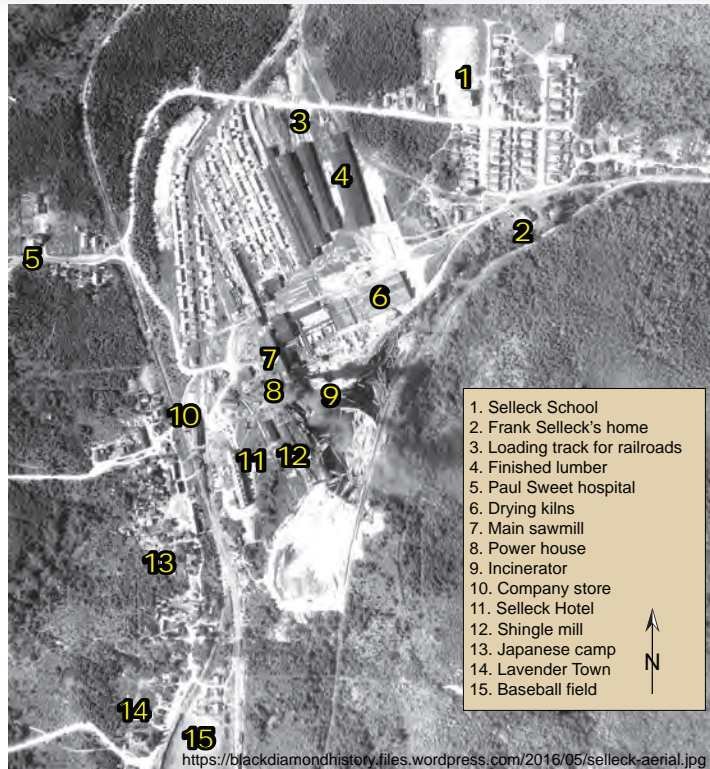 1
3
4
2
5
6
7
8
9
10
11
12
13
14
15
1. Selleck School
2. Frank Selleck's home
3. Loading track for railroads
4. Finished lumber
5. Paul Sweet hospital
6. Drying kilns
7. Main sawmill
8. Power house
9. Incinerator
10. Company store
11. Selleck Hotel
12. Shingle mill
13. Japanese camp
14. Lavender Town
15. Baseball field
N
https://blackdiamondhistory.files.wordpress.com/2016/05/selleck-aerial.jpg